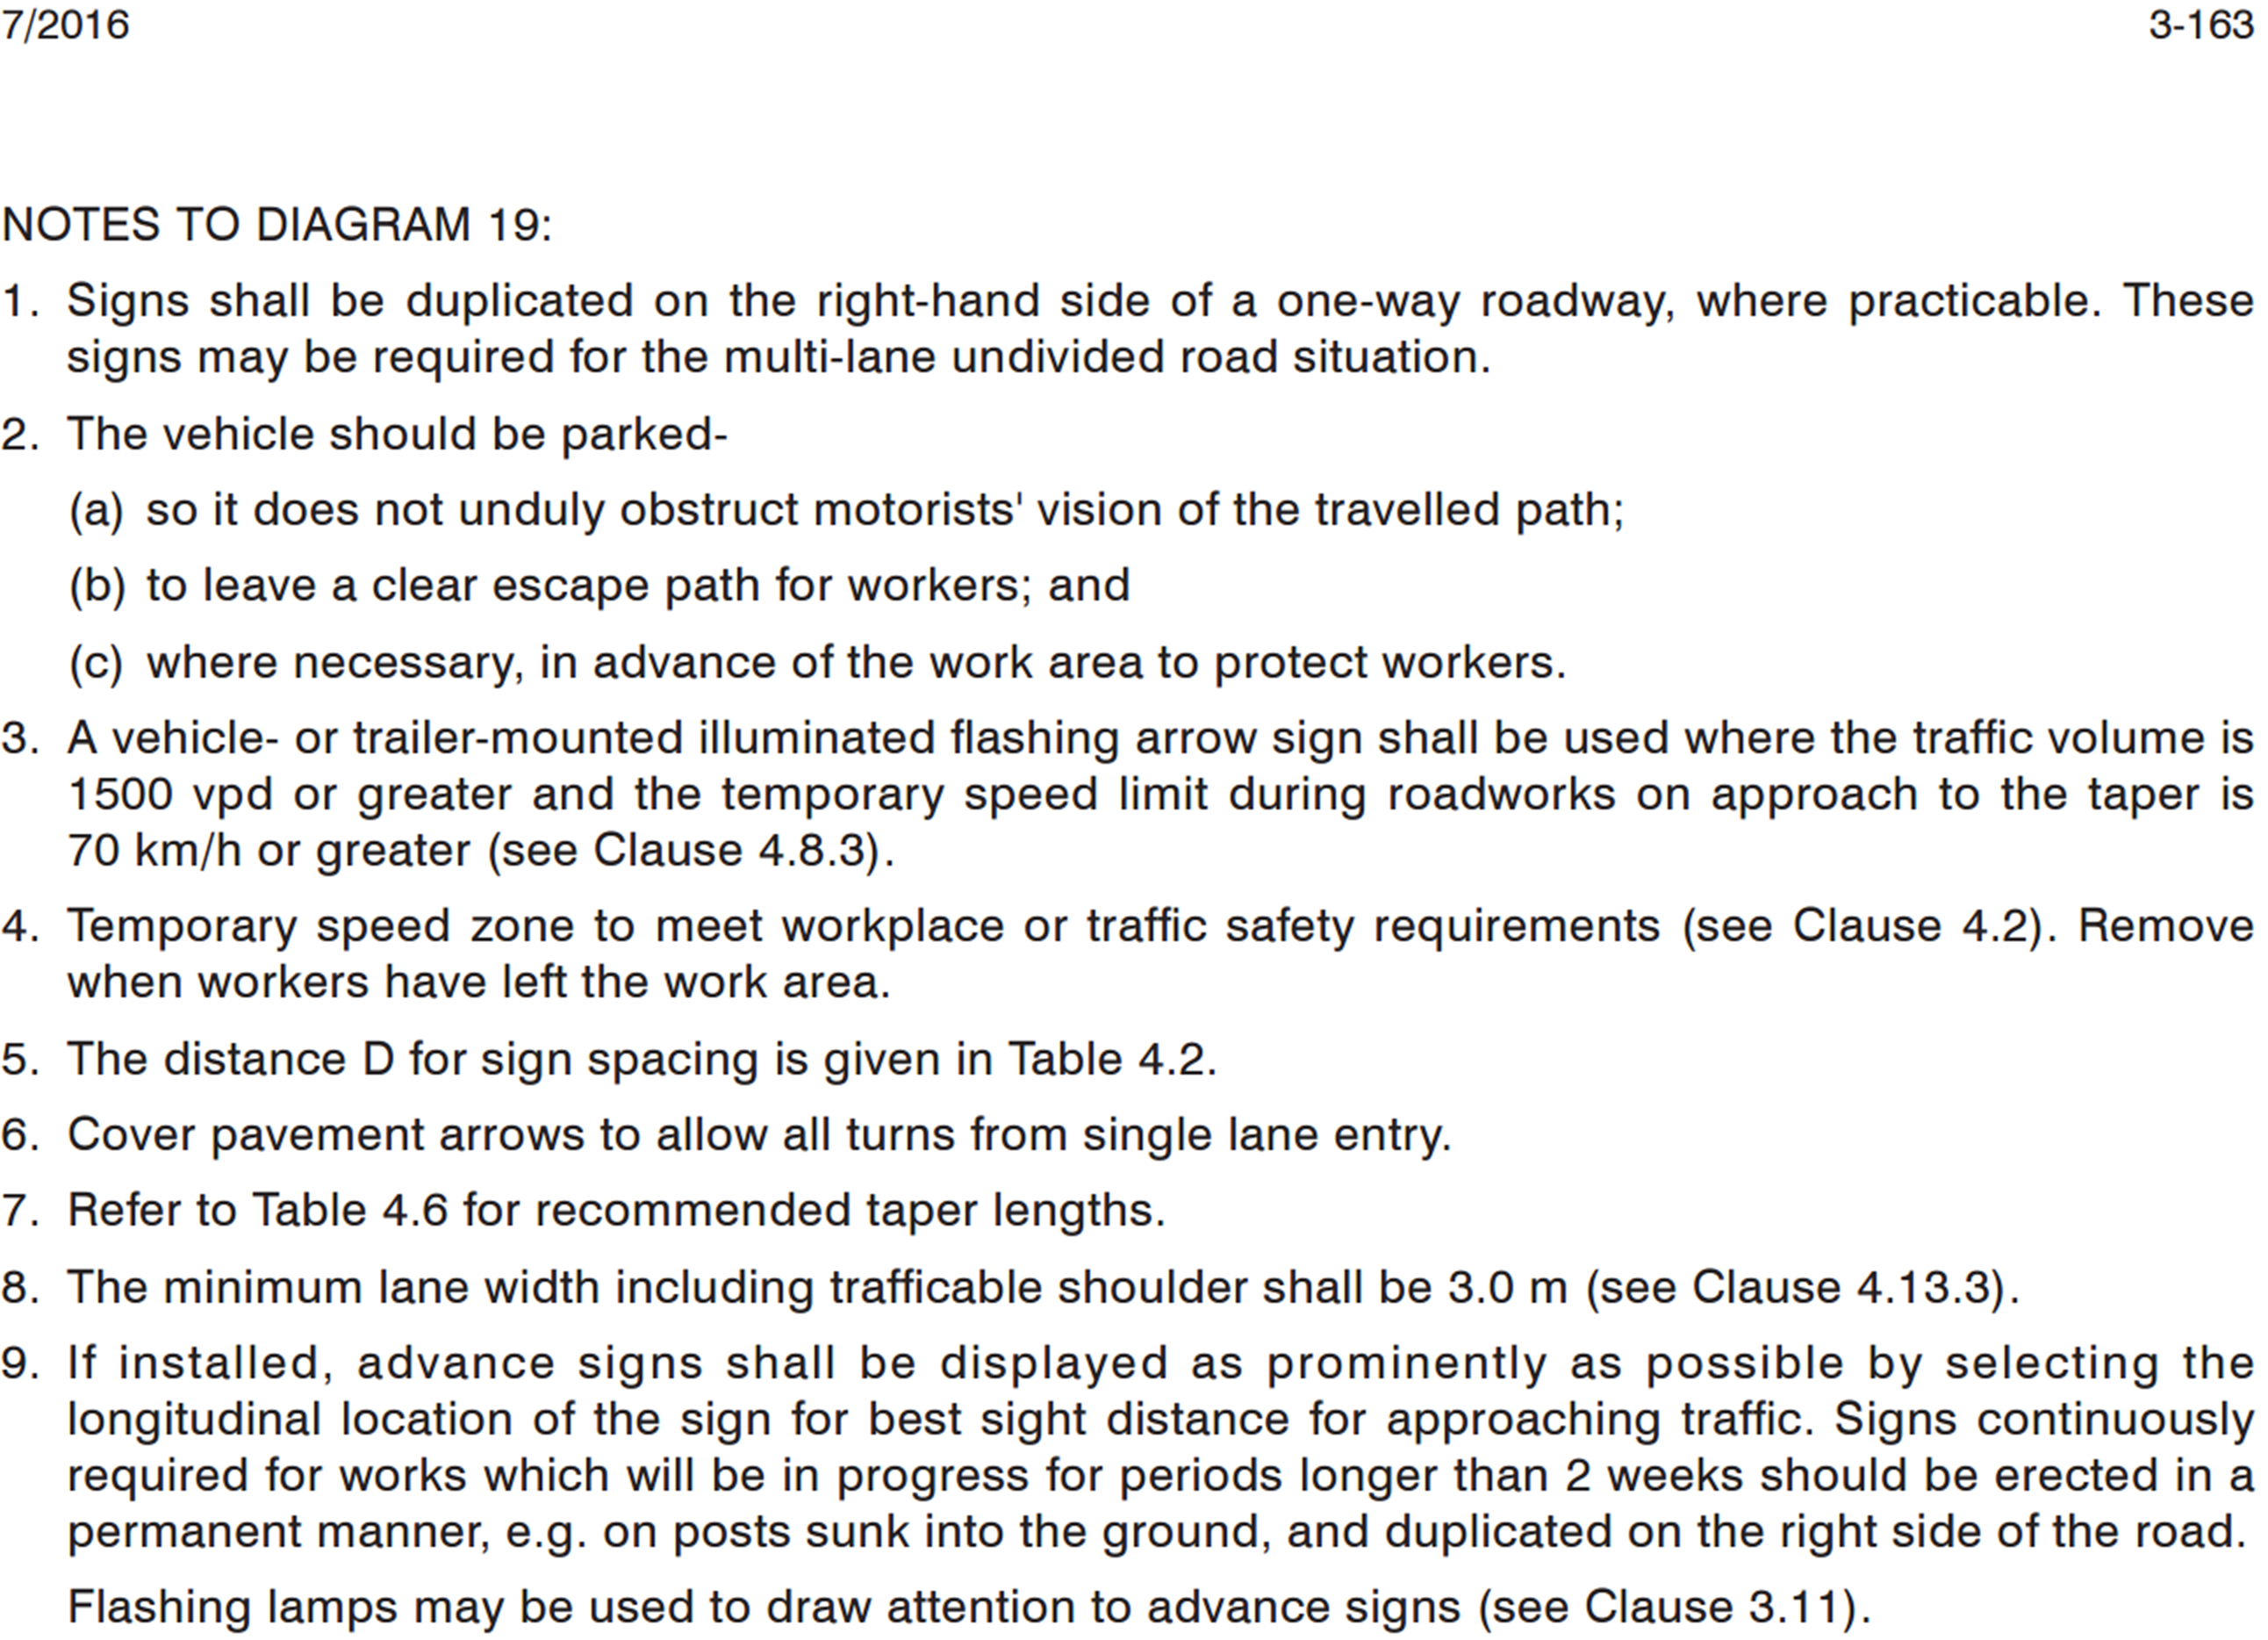 7/2016 3-163
NOTES TO DIAGRAM 19:
1. Signs shall be duplicated on the right-hand side of a one-way roadway, where practicable. These
signs may be required for the multi-lane undivided road situation.
2. The vehicle should be parked-
(a) so it does not unduly obstruct motorists' vision of the travelled path;
(b) to leave a clear escape path for workers; and
(c) where necessary, in advance of the work area to protect workers.
3. A vehicle- or trailer-mounted illuminated flashing arrow sign shall be used where the traffic volume is
1500 vpd or greater and the temporary speed limit during roadworks on approach to the taper is
70 km/h or greater (see Clause 4.8.3).
4. Temporary speed zone to meet workplace or traffic safety requirements (see Clause 4.2). Remove
when workers have left the work area.
5. The distance D for sign spacing is given in Table 4.2.
6. Cover pavement arrows to allow all turns from single lane entry.
7. Refer to Table 4.6 for recommended taper lengths.
8. The minimum lane width including trafficable shoulder shall be 3.0 m (see Clause 4.13.3).
9. If installed, advance signs shall be displayed as prominently as possible by selecting the
longitudinal location of the sign for best sight distance for approaching traffic. Signs continuously
required for works which will be in progress for periods longer than 2 weeks should be erected in a
permanent manner, e.g. on posts sunk into the ground, and duplicated on the right side of the road.
Flashing lamps may be used to draw attention to advance signs (see Clause 3.11).